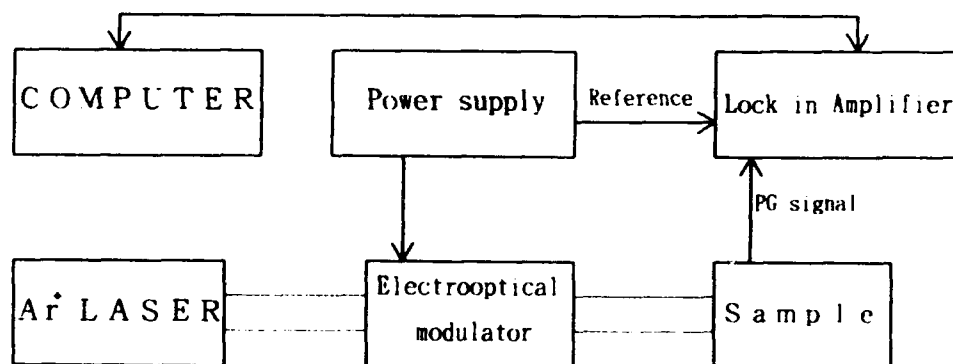 COMPUTER
Power supply
Reference
Lock in Amplifier
PG signal
Ar+ LASER
Electrooptical
modulator
Sample